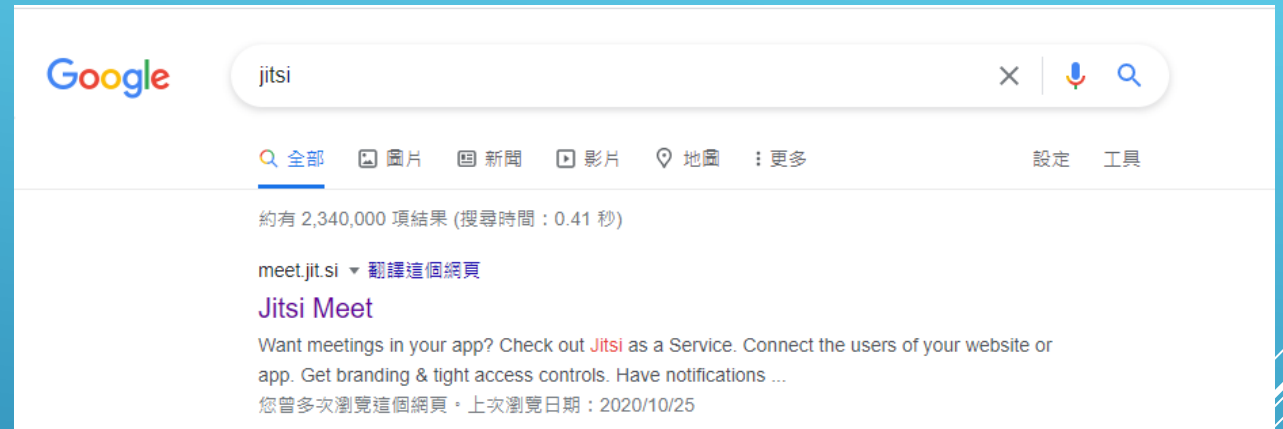 Google jitsi
全部 圖片 新聞 影片 地圖 更多 設定 工具
約有 2,340,000 項結果 (搜尋時間：0.41 秒)
meet.jit.si 翻譯這個網頁
Jitsi Meet
Want meetings in your app? Check out Jitsi as a Service. Connect the users of your website or
app. Get branding & tight access controls. Have notifications ...
您曾多次瀏覽這個網頁。上次瀏覽日期：2020/10/25